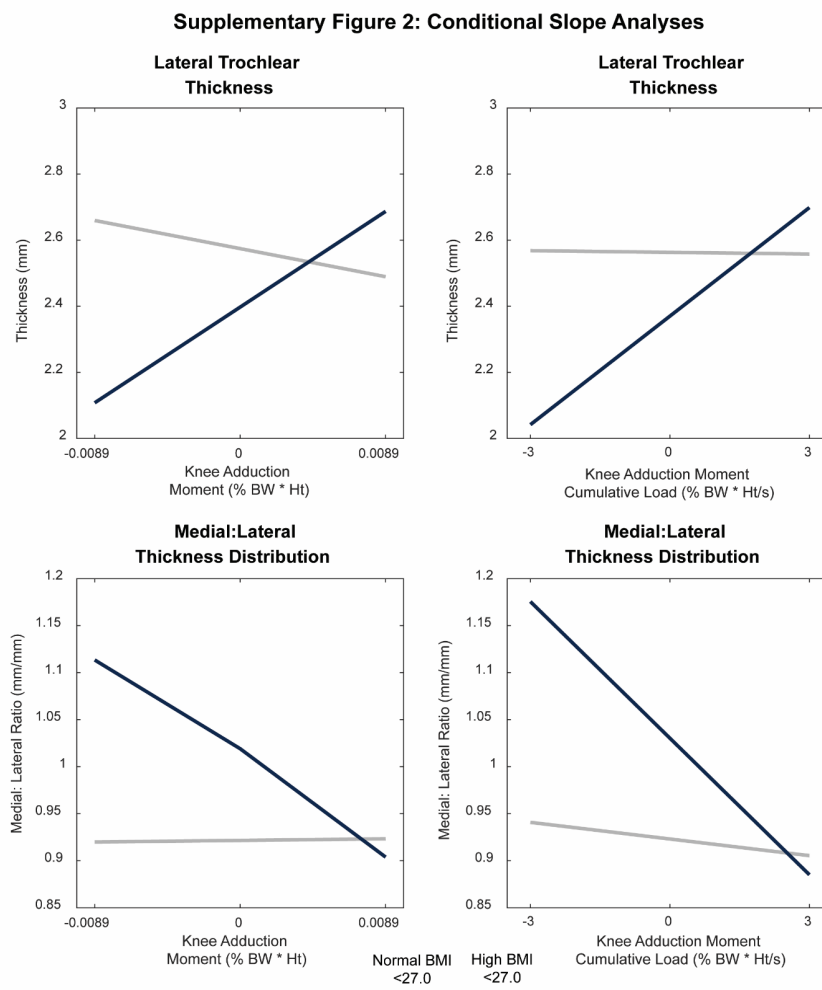 Supplementary Figure 2: Conditional Slope Analyses
Lateral Trochlear
Thickness
3
2.8
2.6
2.4
2.2
2
Thickness (mm)
-0.0089
0
0.0089
Knee Adduction
Moment (% BW * Ht)
Lateral Trochlear
Thickness
3
2.8
2.6
2.4
2.2
2
Thickness (mm)
-3
0
3
Knee Adduction Moment
Cumulative Load (% BW * Ht/s)
Medial:Lateral
Thickness Distribution
1.2
1.15
1.1
1.05
1
0.95
0.9
0.85
Medial: Lateral Ratio (mm/mm)
-0.0089
0
0.0089
Knee Adduction
Moment (% BW * Ht)
Medial:Lateral
Thickness Distribution
1.2
1.15
1.1
1.05
1
0.95
0.9
0.85
Medial: Lateral Ratio (mm/mm)
-3
0
3
Knee Adduction Moment
Cumulative Load (% BW * Ht/s)
Normal BMI
<27.0
High BMI
<27.0